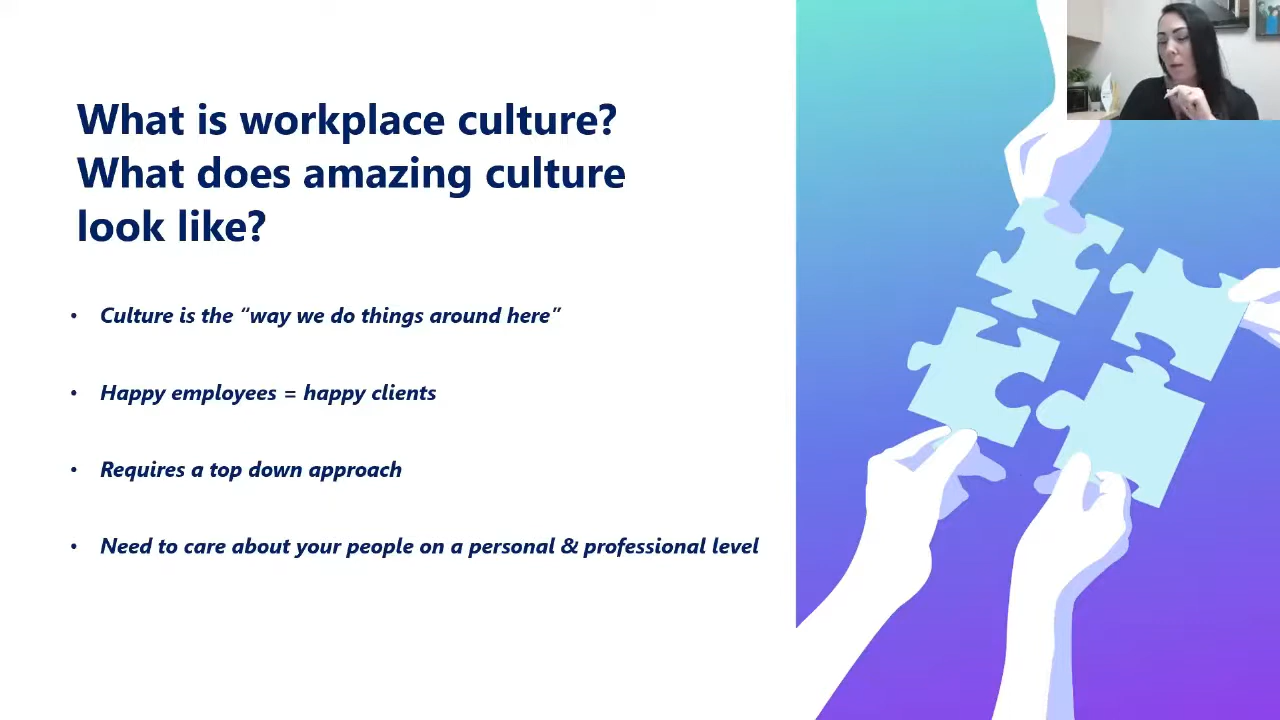 What is workplace culture?
What does amazing culture
look like?
• Culture is the “way we do things around here”
• Happy employees = happy clients
• Requires a top down approach
• Need to care about your people on a personal & professional level